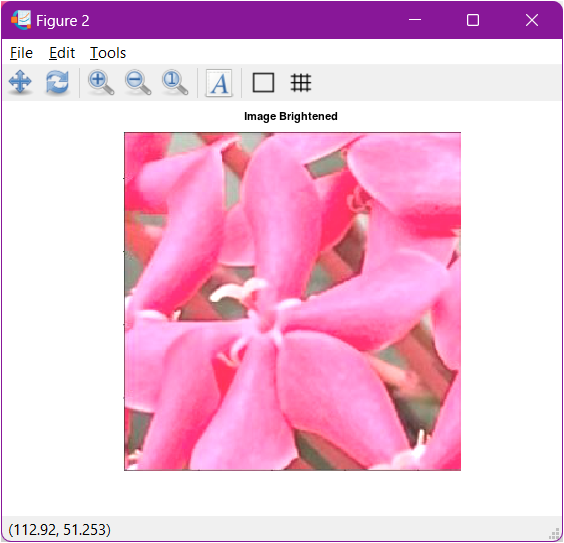 Figure 2
File Edit Tools
A
Image Brightened
(112.92, 51.253)